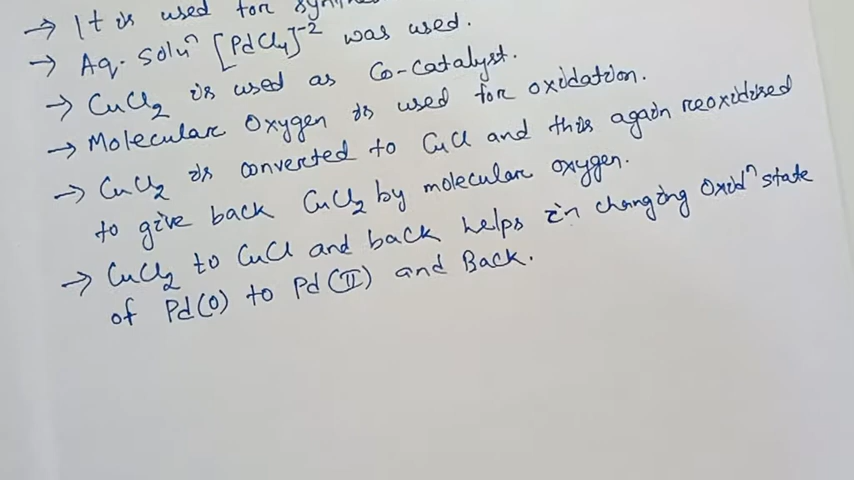 → It is used for
→ Aq. Solun [PdCl4]-2 was used.
→ CuCl2 is used as Co-Catalyst.
→ Molecular Oxygen is used for oxidation.
→ CuCl2 is converted to CuCl and this again reoxidised
to give back CuCl2 by molecular oxygen.
→ CuCl2 to CuCl and back helps in changing Oxidn state
of Pd(0) to Pd(II) and Back.